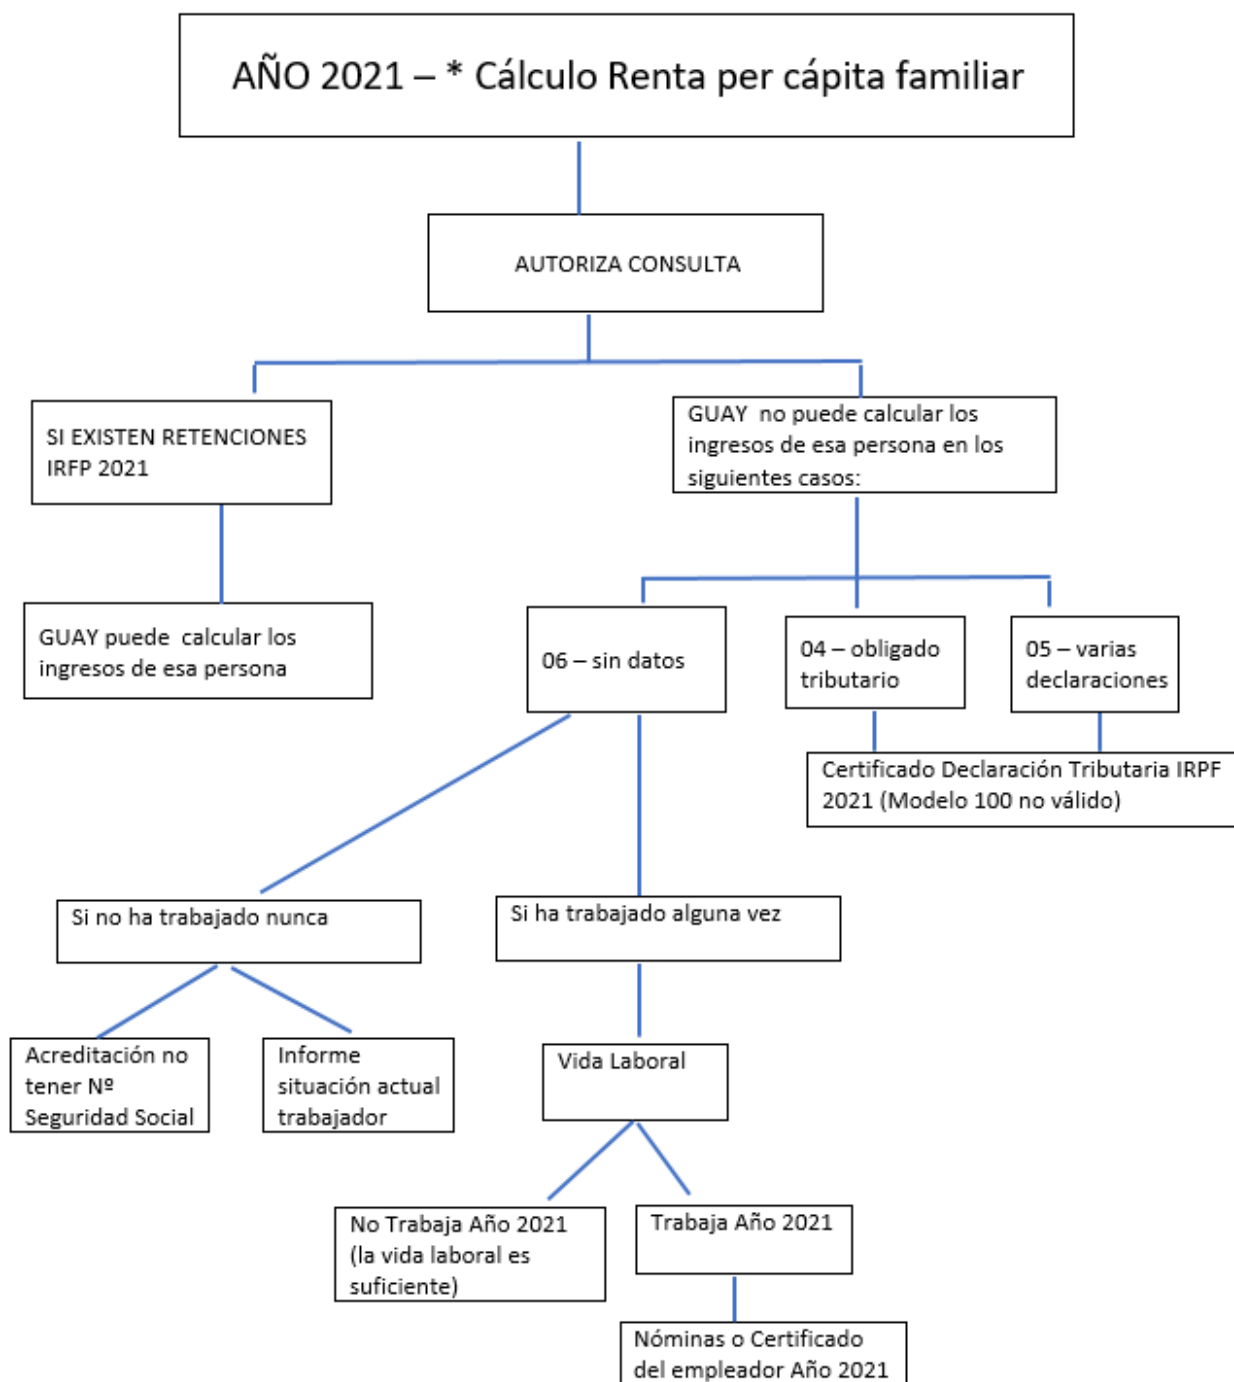 AÑO 2021 – * Cálculo Renta per cápita familiar
AUTORIZA CONSULTA
SI EXISTEN RETENCIONES
IRFP 2021
GUAY no puede calcular los
ingresos de esa persona en los
siguientes casos:
GUAY puede calcular los
ingresos de esa persona
06 – sin datos
04 – obligado
tributario
05 – varias
declaraciones
Certificado Declaración Tributaria IRPF
2021 (Modelo 100 no válido)
Si no ha trabajado nunca
Si ha trabajado alguna vez
Acreditación no
tener Nº
Seguridad Social
Informe
situación actual
trabajador
Vida Laboral
No Trabaja Año 2021
(la vida laboral es
suficiente)
Trabaja Año 2021
Nóminas o Certificado
del empleador Año 2021